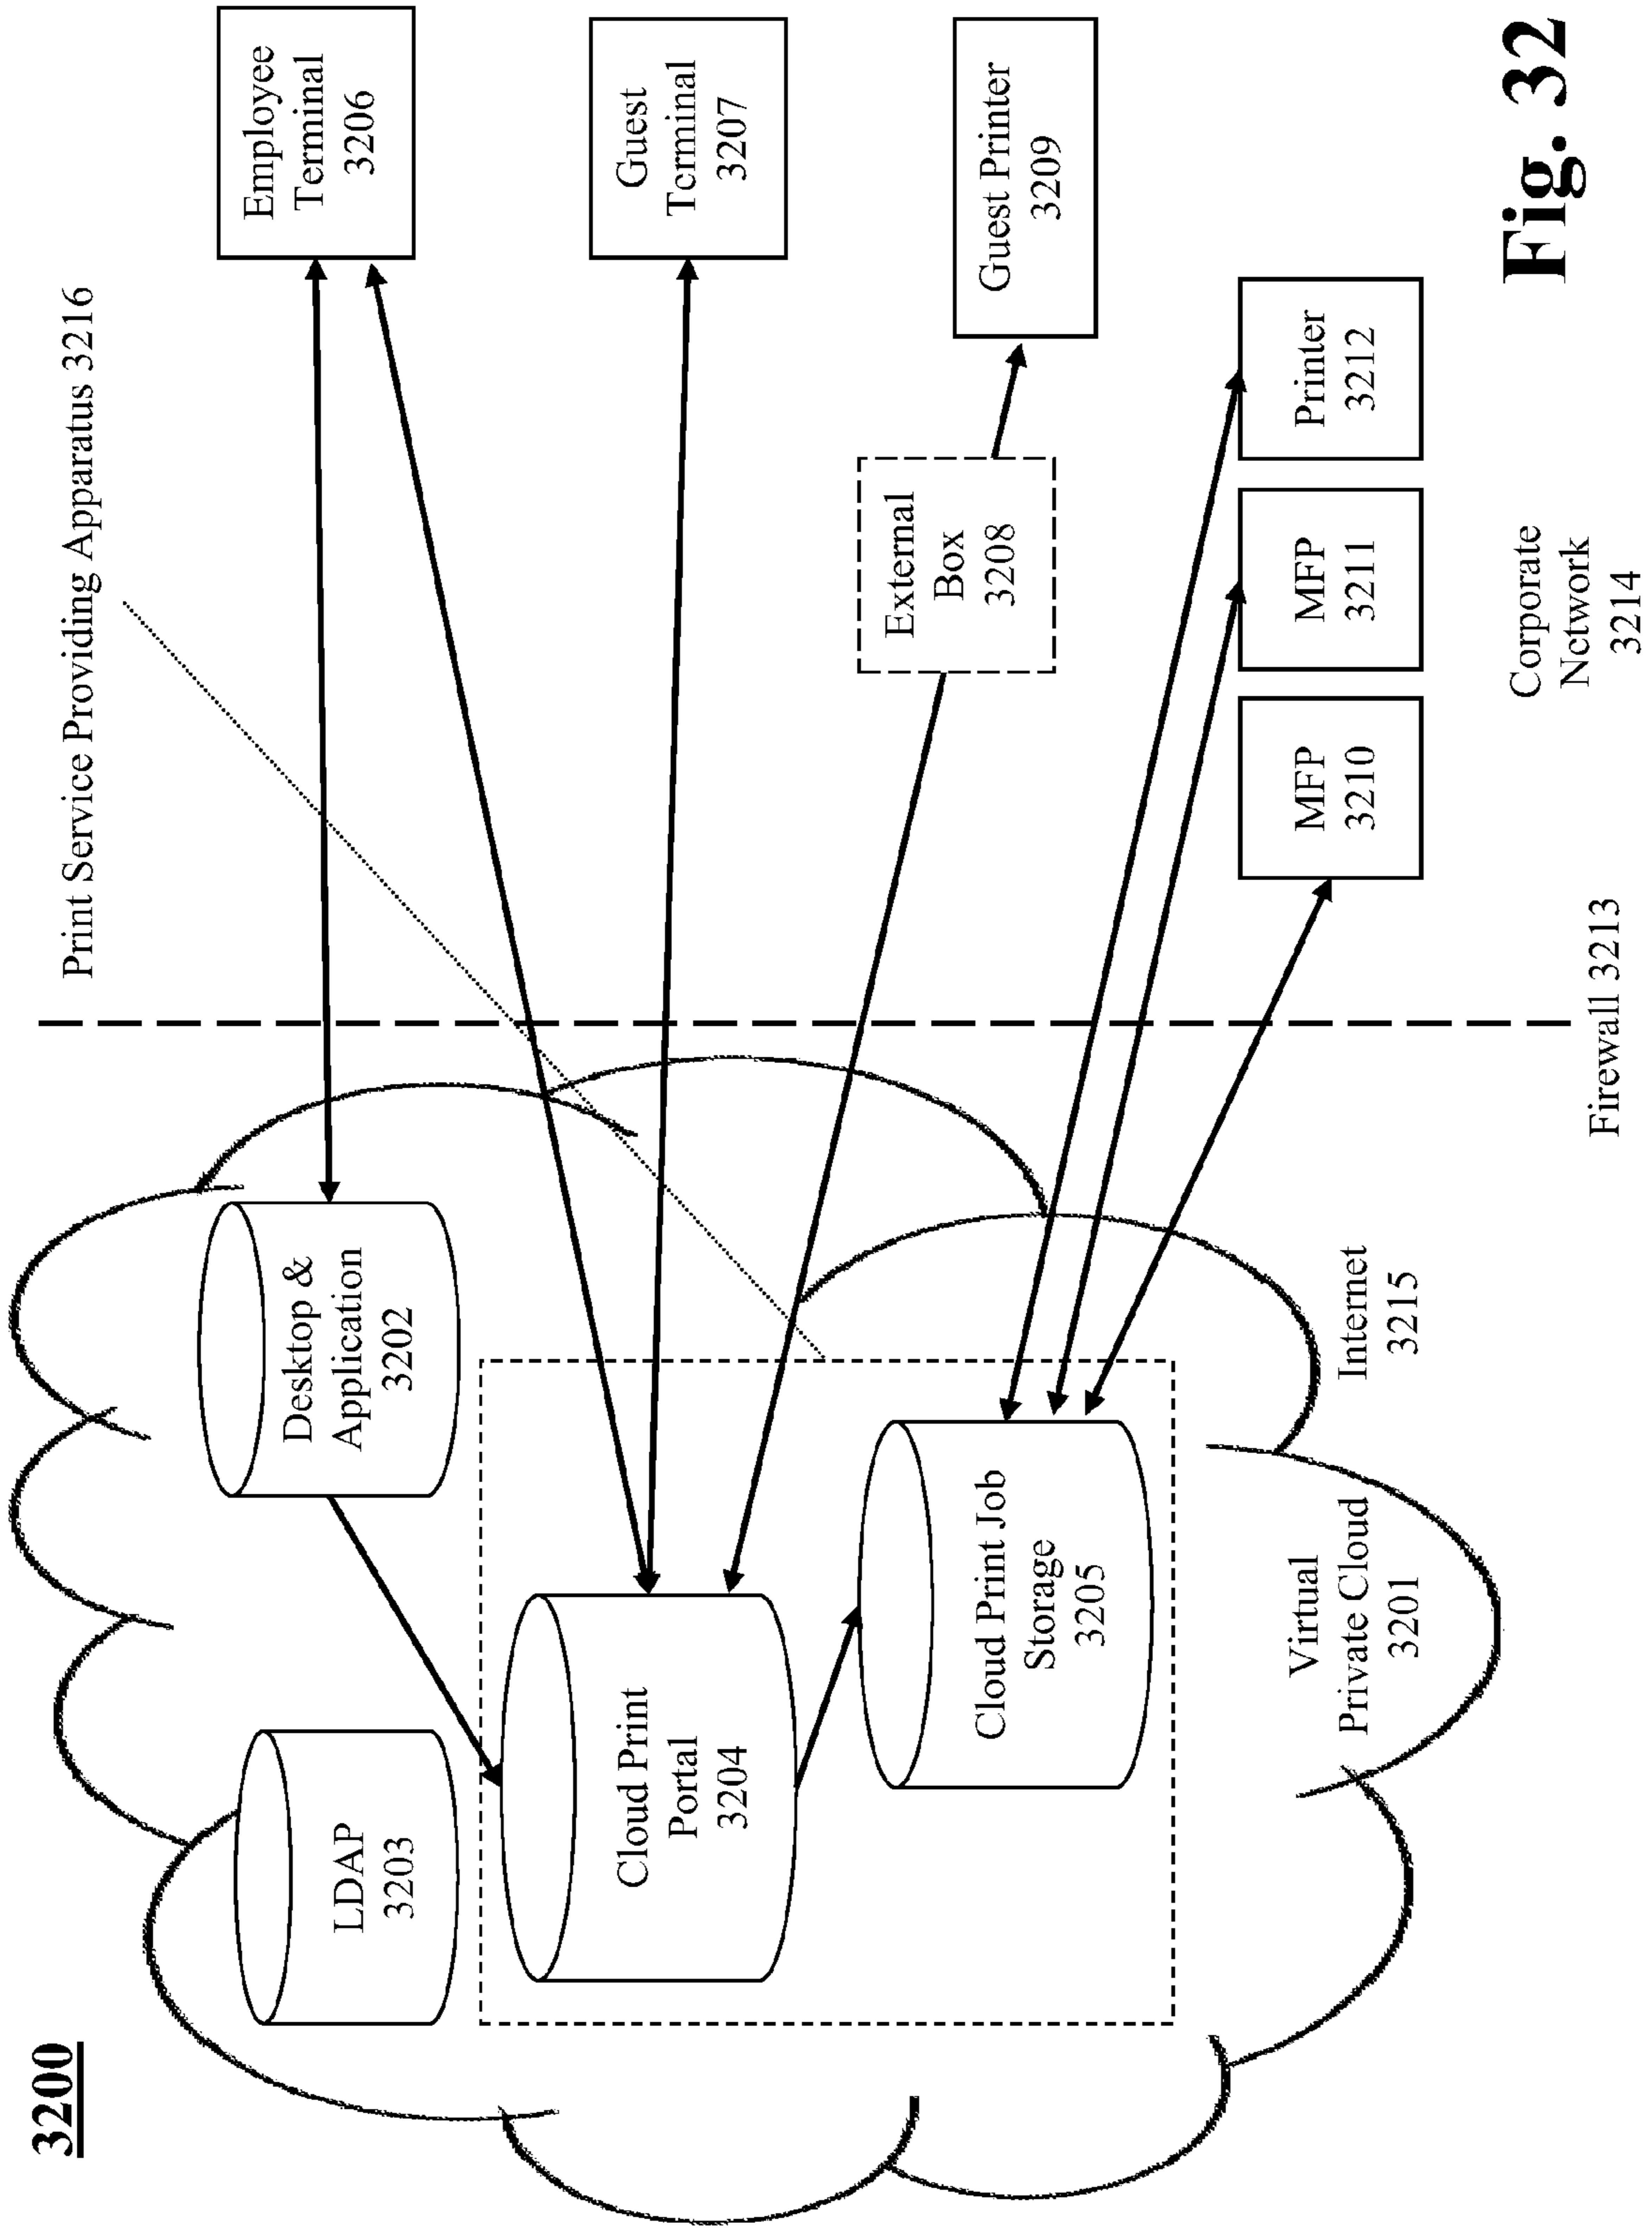 3200
Print Service Providing Apparatus 3216
LDAP
3203
Desktop &
Application
3202
Employee
Terminal
3206
Cloud Print
Portal
3204
Guest
Terminal
3207
Cloud Print Job
Storage
3205
External
Box
3208
Guest Printer
3209
MFP
3210
MFP
3211
Printer
3212
Virtual
Private Cloud
3201
Internet
3215
Firewall 3213
Corporate
Network
3214
Fig. 32